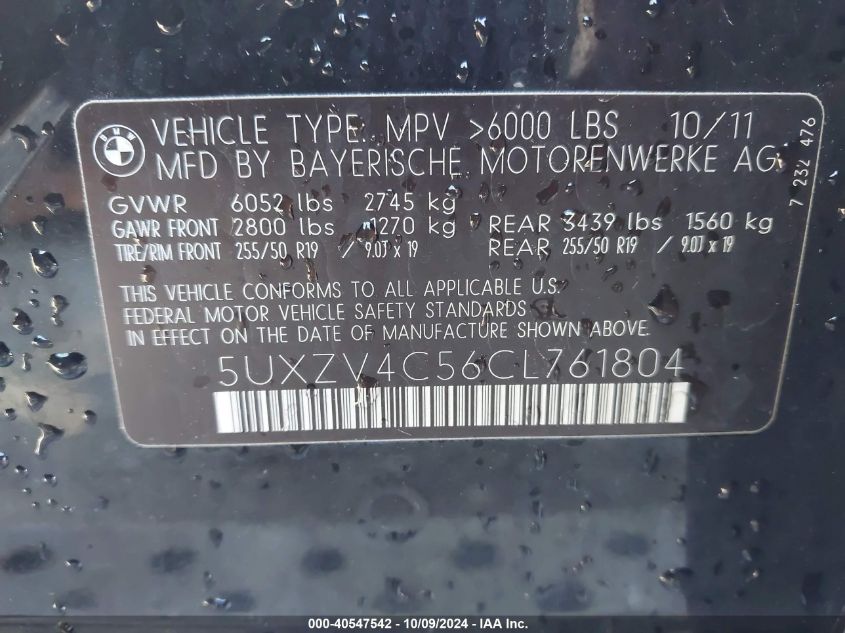 BMW
VEHICLE TYPE MPV >6000 LBS 10/11
MFD BY BAYERISCHE MOTORENWERKE AG
7 232 476
GVWR 6052 lbs 2745 kg
GAWR FRONT 2800 lbs 1270 kg REAR 3439 lbs 1560 kg
TIRE/RIM FRONT 255/50 R19 / 9.0J x 19 REAR 255/50 R19 / 9.0J x 19
THIS VEHICLE CONFORMS TO ALL APPLICABLE U.S.
FEDERAL MOTOR VEHICLE SAFETY STANDARDS
IN EFFECT ON THE DATE OF MANUFACTURE SHOWN ABOVE.
5UXZV4C56CL761804
000-40547542 / 10/09/2024 - IAA, Inc.